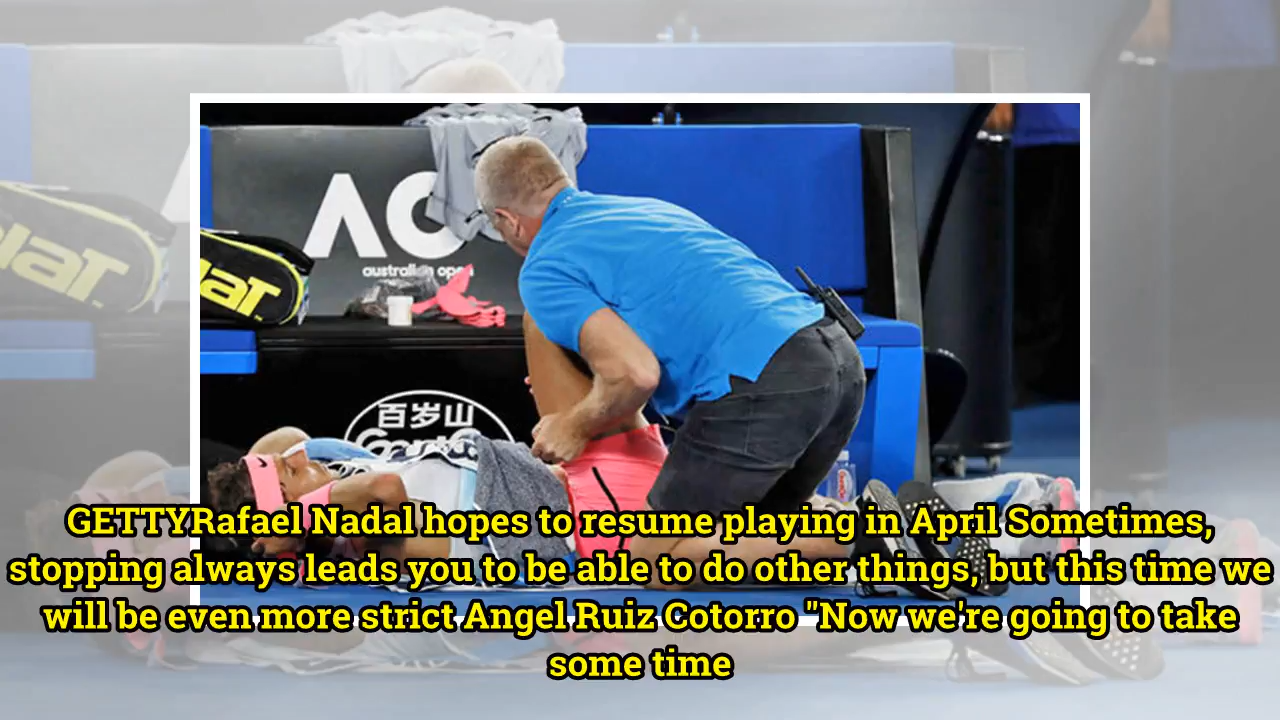 AO
australian open
laT
laT
百岁山
GETTYRafael Nadal hopes to resume playing in April Sometimes,
stopping always leads you to be able to do other things, but this time we
will be even more strict Angel Ruiz Cotorro "Now we're going to take
some time